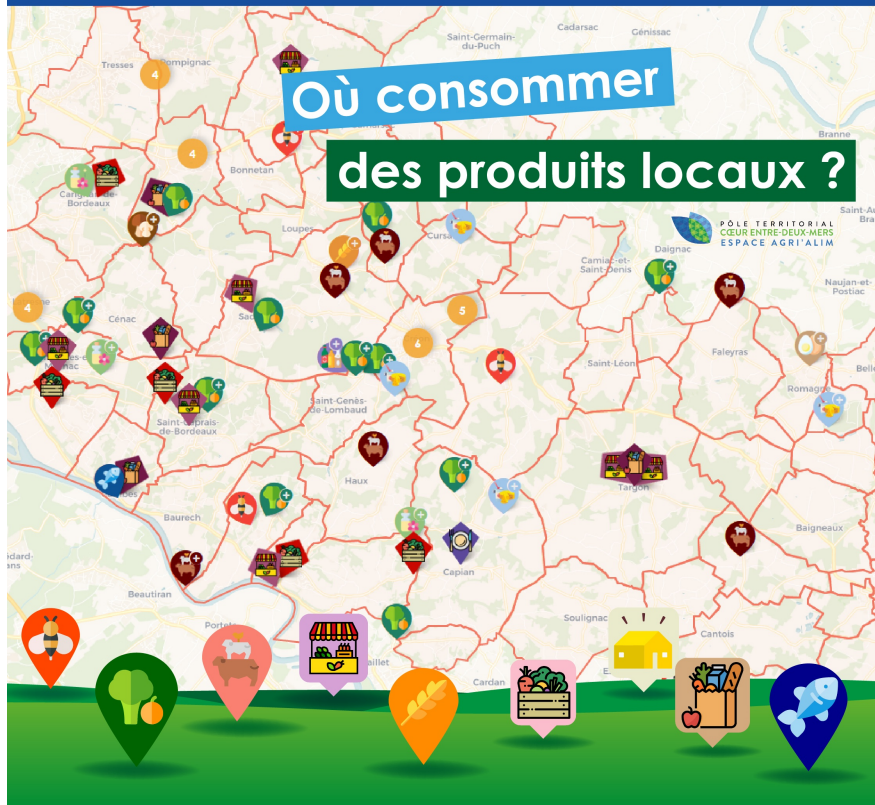 Cadarsac
Saint-Germain-
du-Puch
Génissac
Tresses
Pompignac
4
Où consommer
Branne
4
Bonnetan
des produits locaux ?
Carignan-de-
Bordeaux
PÔLE TERRITORIAL
CŒUR ENTRE-DEUX-MERS
ESPACE AGRI'ALIM
Loupes
Daignac
Camiac-et-
Saint-Denis
Naujan-et-
Postiac
4
Cénac
5
6
Saint-Léon
Faleyras
Saint-Genès-
de-Lombaud
Saint-Caprais-
de-Bordeaux
Haux
Targon
Baurech
Baigneaux
Capian
Beautiran
Soulignac
Cantois
Cardan